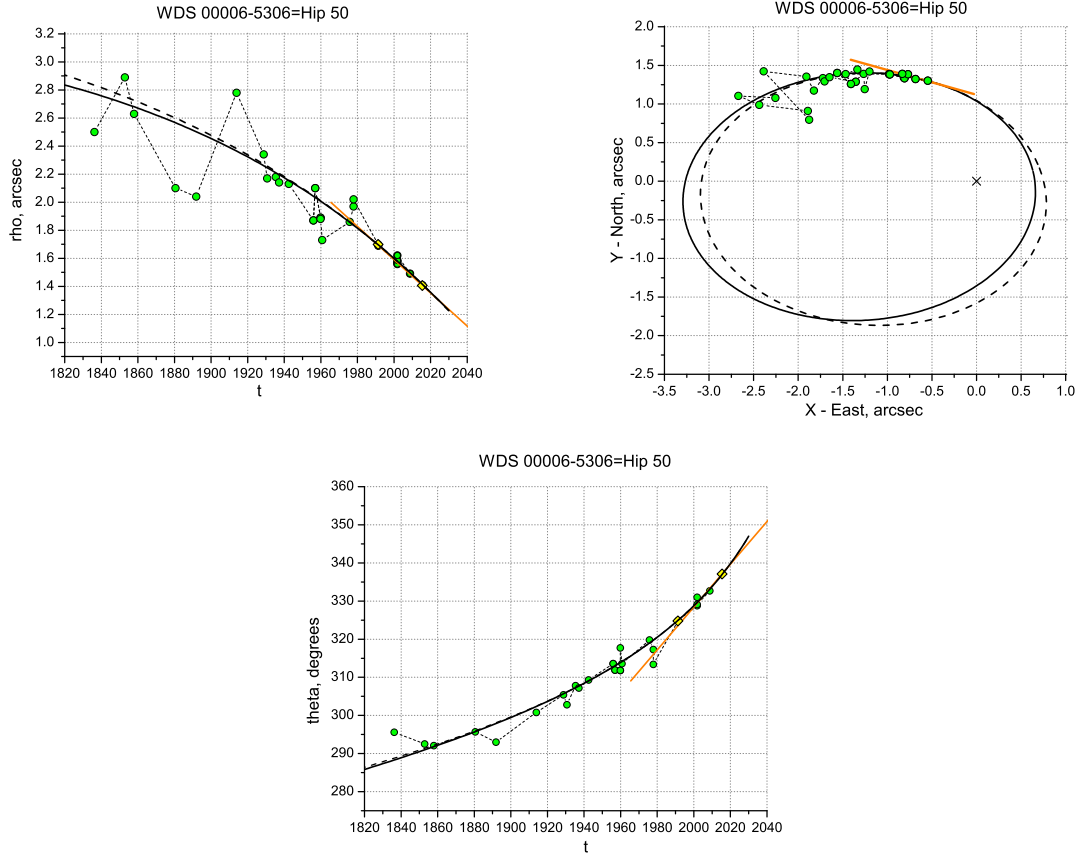 WDS 00006-5306=Hip 50
3.2
3.0
2.8
2.6
2.4
2.2
2.0
1.8
1.6
1.4
1.2
1.0
rho, arcsec
1820 1840 1860 1880 1900 1920 1940 1960 1980 2000 2020 2040
t
WDS 00006-5306=Hip 50
2.0
1.5
1.0
0.5
0.0
-0.5
-1.0
-1.5
-2.0
-2.5
Y - North, arcsec
-3.5 -3.0 -2.5 -2.0 -1.5 -1.0 -0.5 0.0 0.5 1.0
X - East, arcsec
WDS 00006-5306=Hip 50
360
350
340
330
320
310
300
290
280
theta, degrees
1820 1840 1860 1880 1900 1920 1940 1960 1980 2000 2020 2040
t